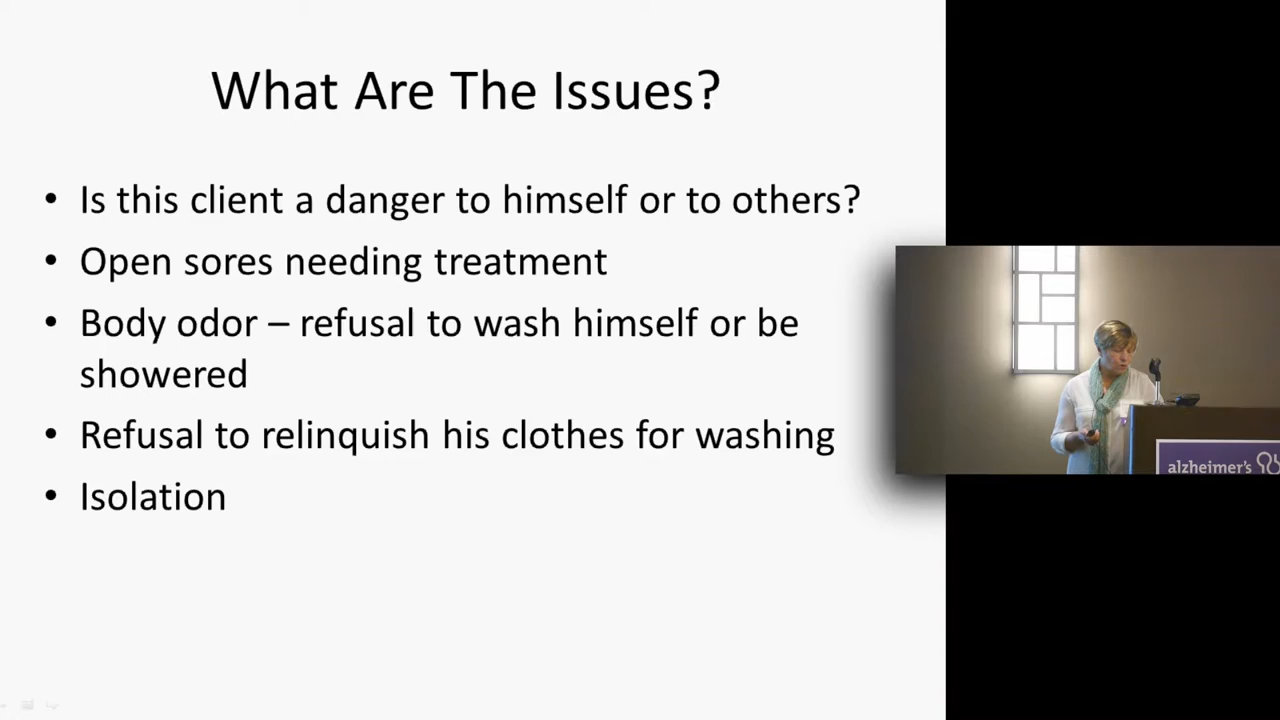 What Are The Issues?
• Is this client a danger to himself or to others?
• Open sores needing treatment
• Body odor – refusal to wash himself or be
showered
• Refusal to relinquish his clothes for washing
• Isolation
alzheimer's